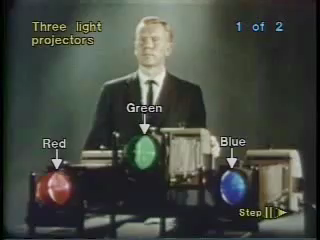 Three light
projectors
1 of 2
Green
Red
Blue
Step